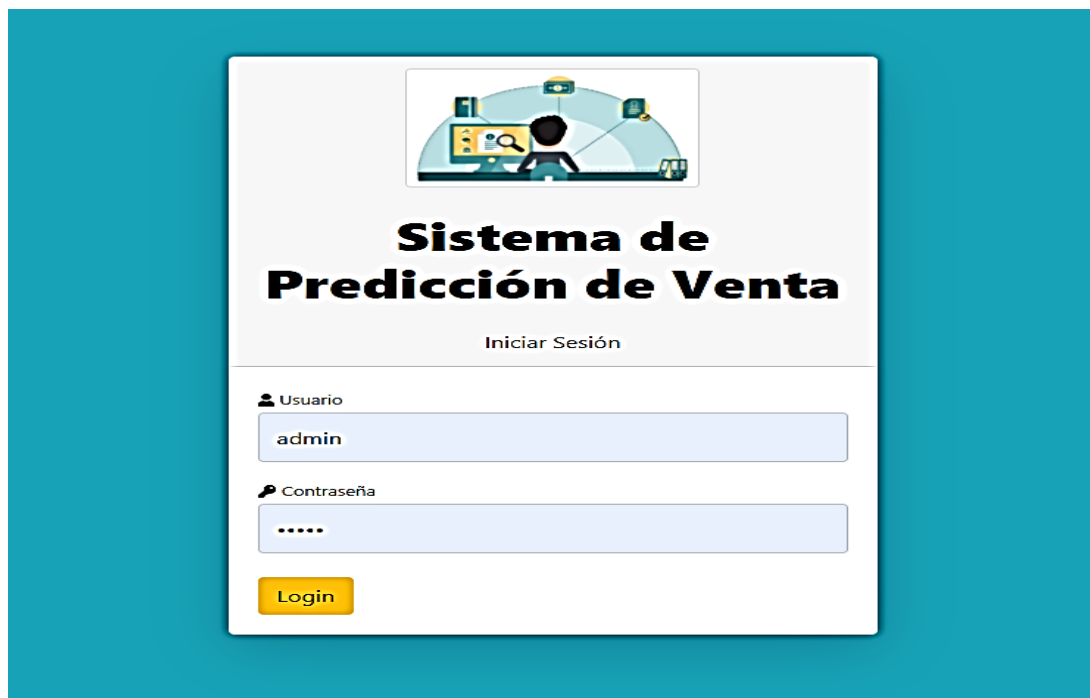 Sistema de
Predicción de Venta
Iniciar Sesión
Usuario
admin
Contraseña
•••••
Login